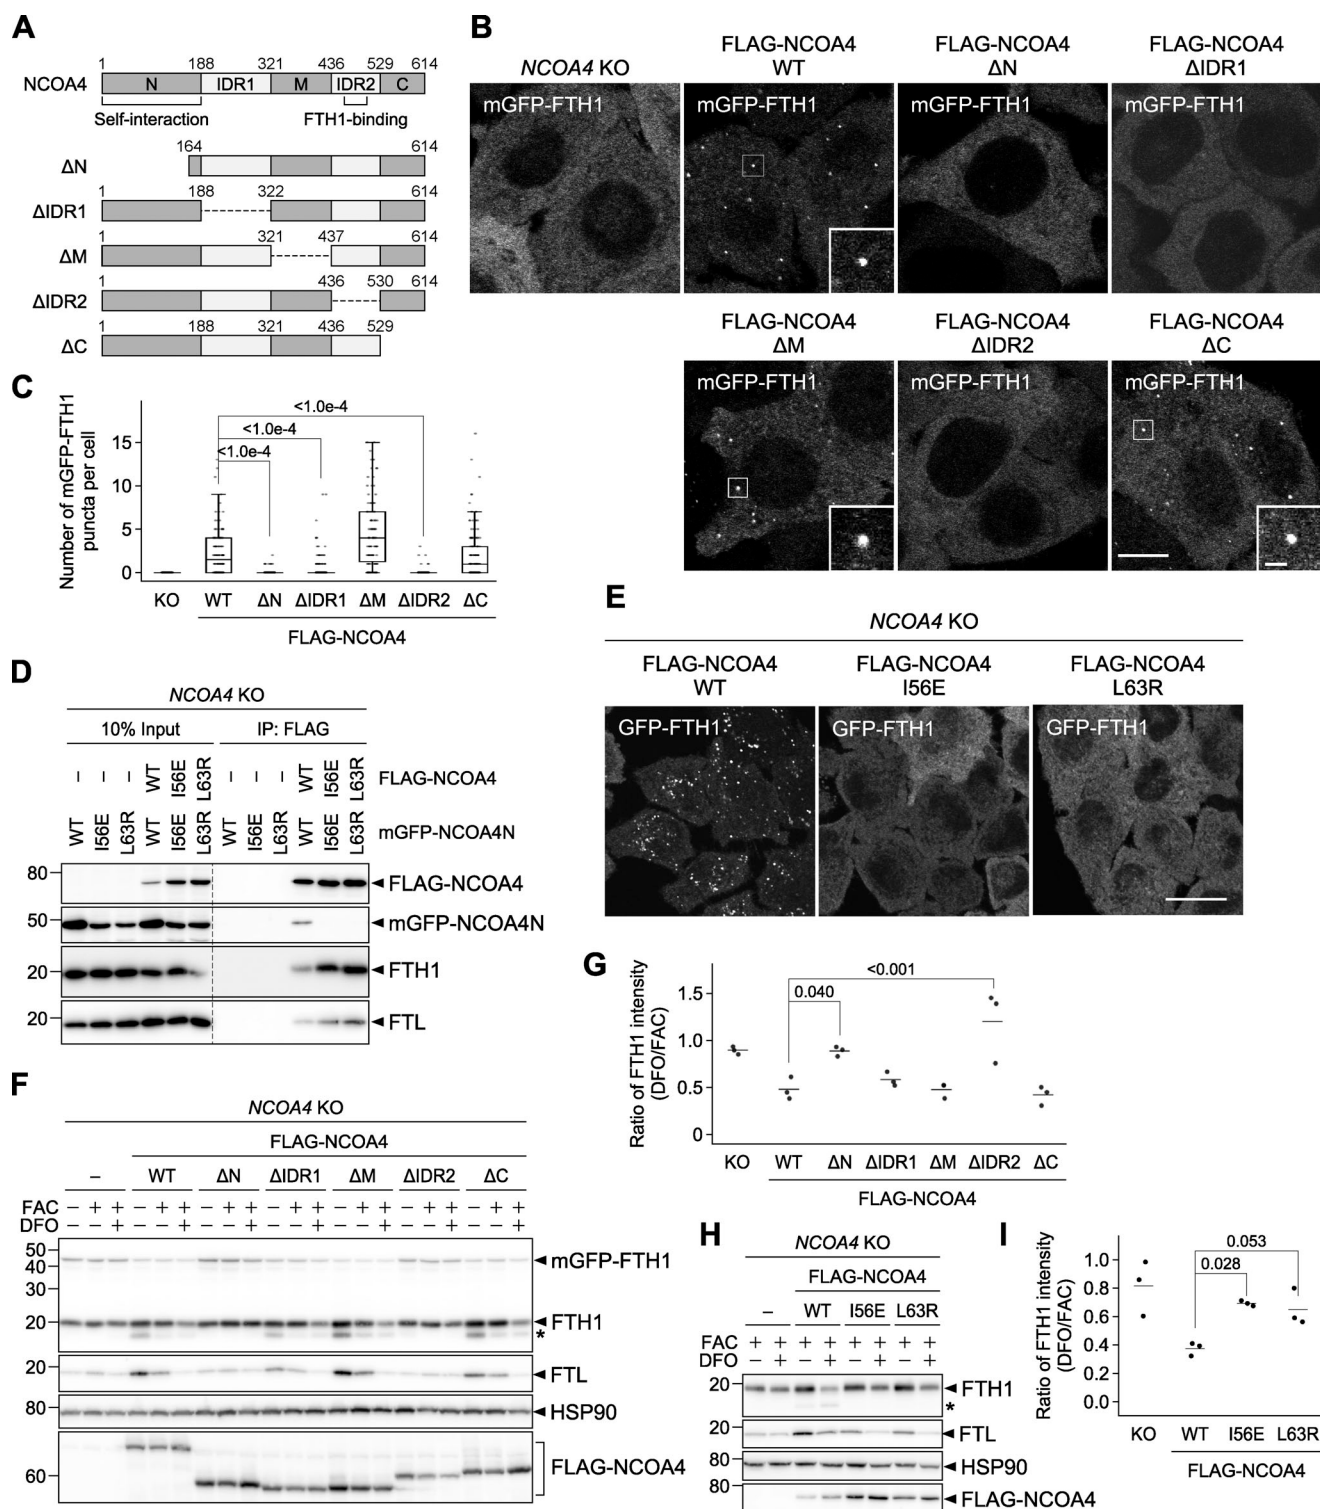 A
1 188 321 436 529 614
NCOA4 N IDR1 M IDR2 C
Self-interaction FTH1-binding
164 614
ΔN
1 188 322 614
ΔIDR1
1 321 437 614
ΔM
1 436 530 614
ΔIDR2
1 188 321 436 529
ΔC
B
NCOA4 KO
FLAG-NCOA4
WT
FLAG-NCOA4
ΔN
FLAG-NCOA4
ΔIDR1
mGFP-FTH1 mGFP-FTH1 mGFP-FTH1 mGFP-FTH1
FLAG-NCOA4
ΔM
FLAG-NCOA4
ΔIDR2
FLAG-NCOA4
ΔC
mGFP-FTH1 mGFP-FTH1 mGFP-FTH1
C
Number of mGFP-FTH1
puncta per cell
15
10
5
0
<1.0e-4
<1.0e-4
<1.0e-4
KO WT ΔN ΔIDR1 ΔM ΔIDR2 ΔC
FLAG-NCOA4
D
NCOA4 KO
10% Input IP: FLAG
– – – WT I56E L63R – – – WT I56E L63R FLAG-NCOA4
WT I56E L63R WT I56E L63R WT I56E L63R WT I56E L63R mGFP-NCOA4N
80 FLAG-NCOA4
50 mGFP-NCOA4N
20 FTH1
20 FTL
E
NCOA4 KO
FLAG-NCOA4
WT
FLAG-NCOA4
I56E
FLAG-NCOA4
L63R
GFP-FTH1 GFP-FTH1 GFP-FTH1
F
NCOA4 KO
FLAG-NCOA4
– WT ΔN ΔIDR1 ΔM ΔIDR2 ΔC
FAC – + + – + + – + + – + + – + + – + + – + +
DFO – – + – – + – – + – – + – – + – – + – – +
50
40
30
20
mGFP-FTH1
FTH1
*
20 FTL
80 HSP90
60 FLAG-NCOA4
G
Ratio of FTH1 intensity
(DFO/FAC)
1.5
1.0
0.5
0
0.040
<0.001
KO WT ΔN ΔIDR1 ΔM ΔIDR2 ΔC
FLAG-NCOA4
H
NCOA4 KO
FLAG-NCOA4
– WT I56E L63R
FAC + + + + + + + +
DFO – + – + – + – +
20 FTH1
*
20 FTL
80 HSP90
80 FLAG-NCOA4
I
Ratio of FTH1 intensity
(DFO/FAC)
1.0
0.8
0.6
0.4
0.2
0.0
0.053
0.028
KO WT I56E L63R
FLAG-NCOA4